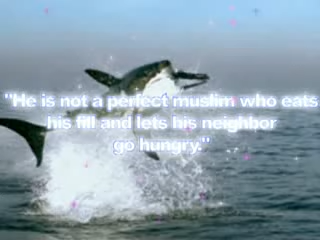 "He is not a perfect muslim who eats
his fill and lets his neighbor
go hungry."